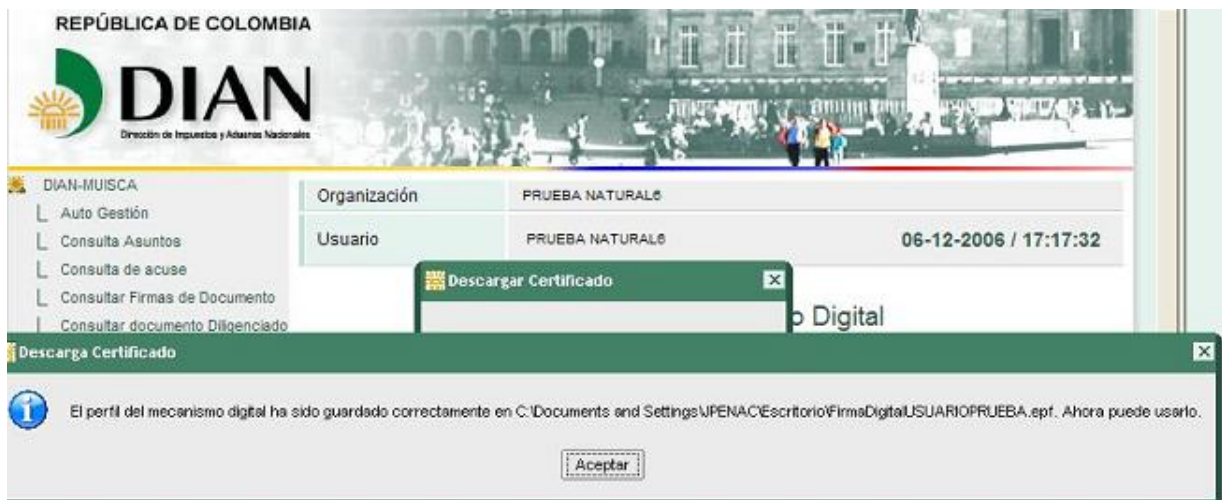 REPÚBLICA DE COLOMBIA
DIAN
Dirección de Impuestos y Aduanas Nacionales
DIAN-MUISCA
Auto Gestión
Consulta Asuntos
Consulta de acuse
Consultar Firmas de Documento
Consultar documento Diligenciado
Organización PRUEBA NATURAL6
Usuario PRUEBA NATURAL6 06-12-2006 / 17:17:32
Descargar Certificado
o Digital
Descarga Certificado
El perfil del mecanismo digital ha sido guardado correctamente en C:\Documents and Settings\JPENAC\Escritorio\FirmaDigitalUSUARIOPRUEBA.epf. Ahora puede usarlo.
Aceptar